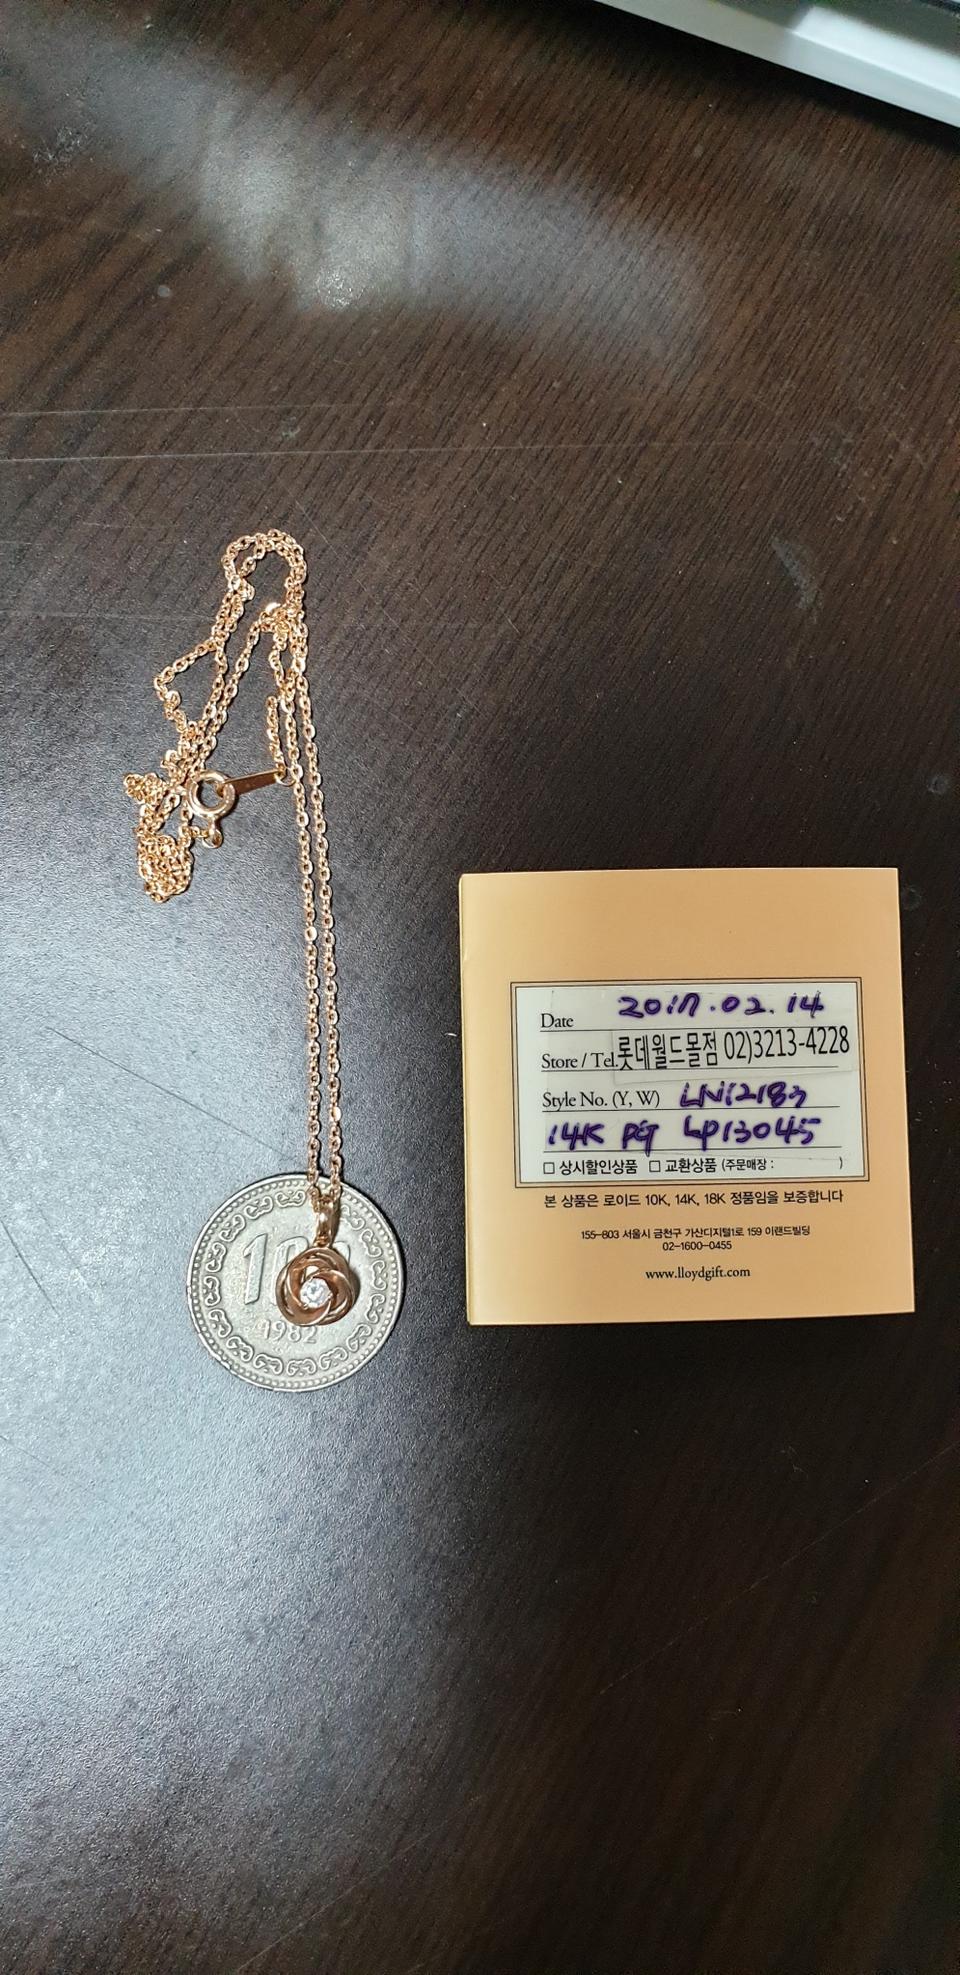 100
1982
Date 2017.02.14
Store / Tel. 롯데월드몰점 02)3213-4228
Style No. (Y, W) LN12183
14K PG LP13045
□ 상시할인상품 □ 교환상품 (주문매장 : )
본 상품은 로이드 10K, 14K, 18K 정품임을 보증합니다
155-803 서울시 금천구 가산디지털1로 159 이랜드빌딩
02-1600-0455
www.lloydgift.com